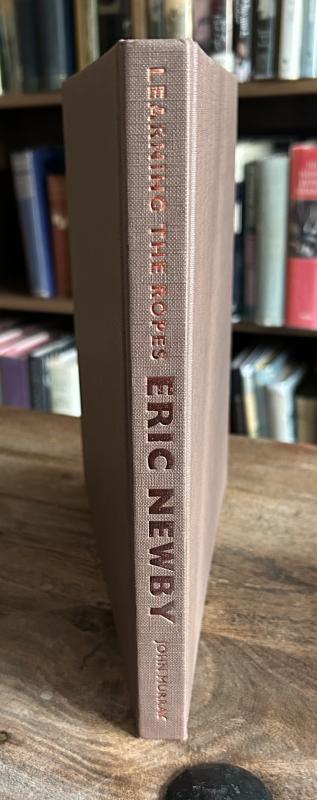 LEARNING THE ROPES
ERIC NEWBY
JOHN MURRAY